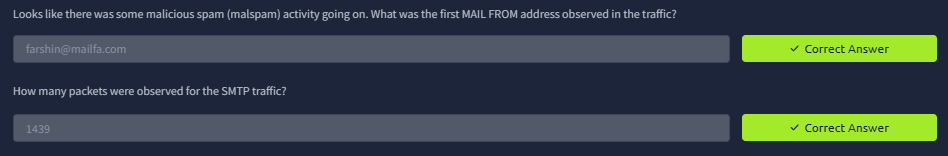 Looks like there was some malicious spam (malspam) activity going on. What was the first MAIL FROM address observed in the traffic?
farshin@mailfa.com
✓ Correct Answer
How many packets were observed for the SMTP traffic?
1439
✓ Correct Answer